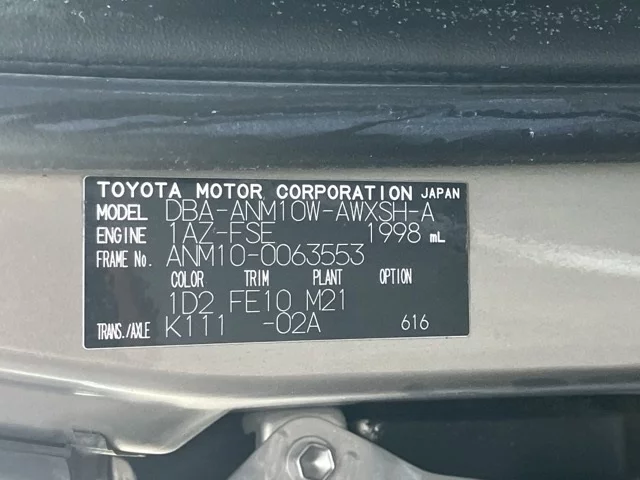 TOYOTA MOTOR CORPORATION JAPAN
MODEL DBA-ANM10W-AWXSH-A
ENGINE 1AZ-FSE 1998 mL
FRAME No. ANM10-0063553
COLOR TRIM PLANT OPTION
1D2 FE10 M21
TRANS./AXLE K111 -02A 616